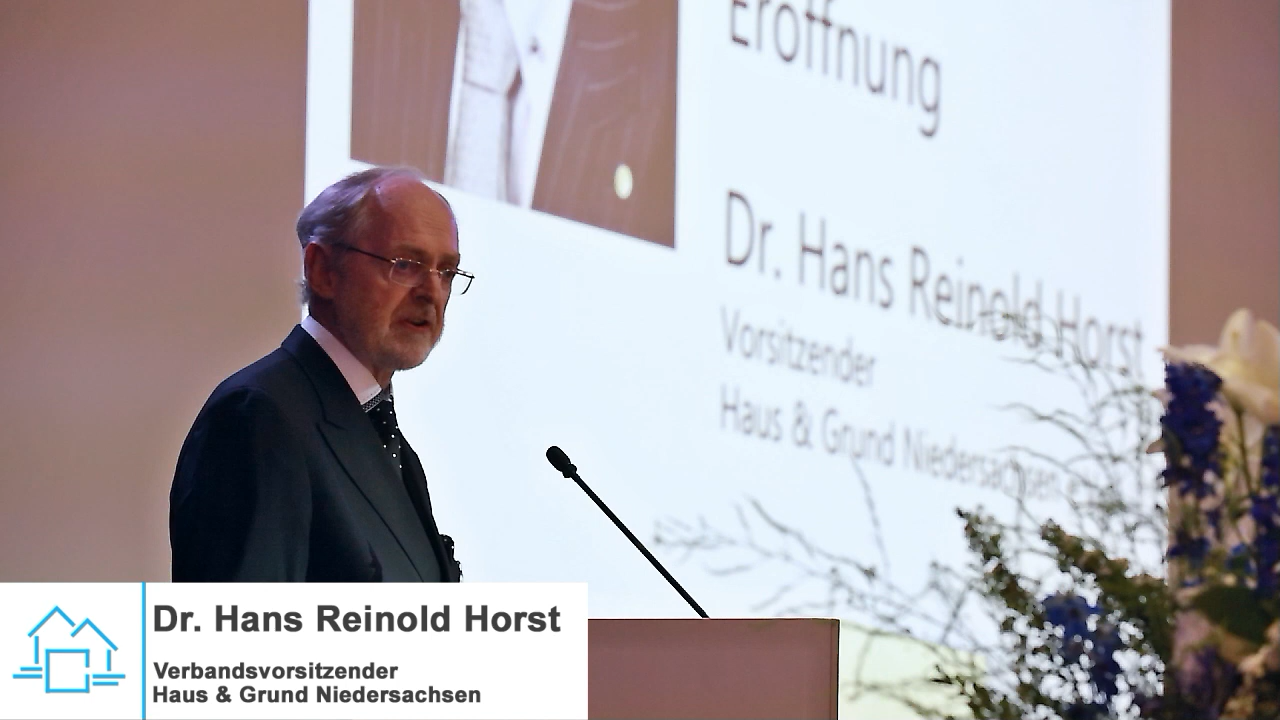 Eröffnung
Dr. Hans Reinold Horst
Vorsitzender
Haus & Grund Niedersachsen
Dr. Hans Reinold Horst
Verbandsvorsitzender
Haus & Grund Niedersachsen